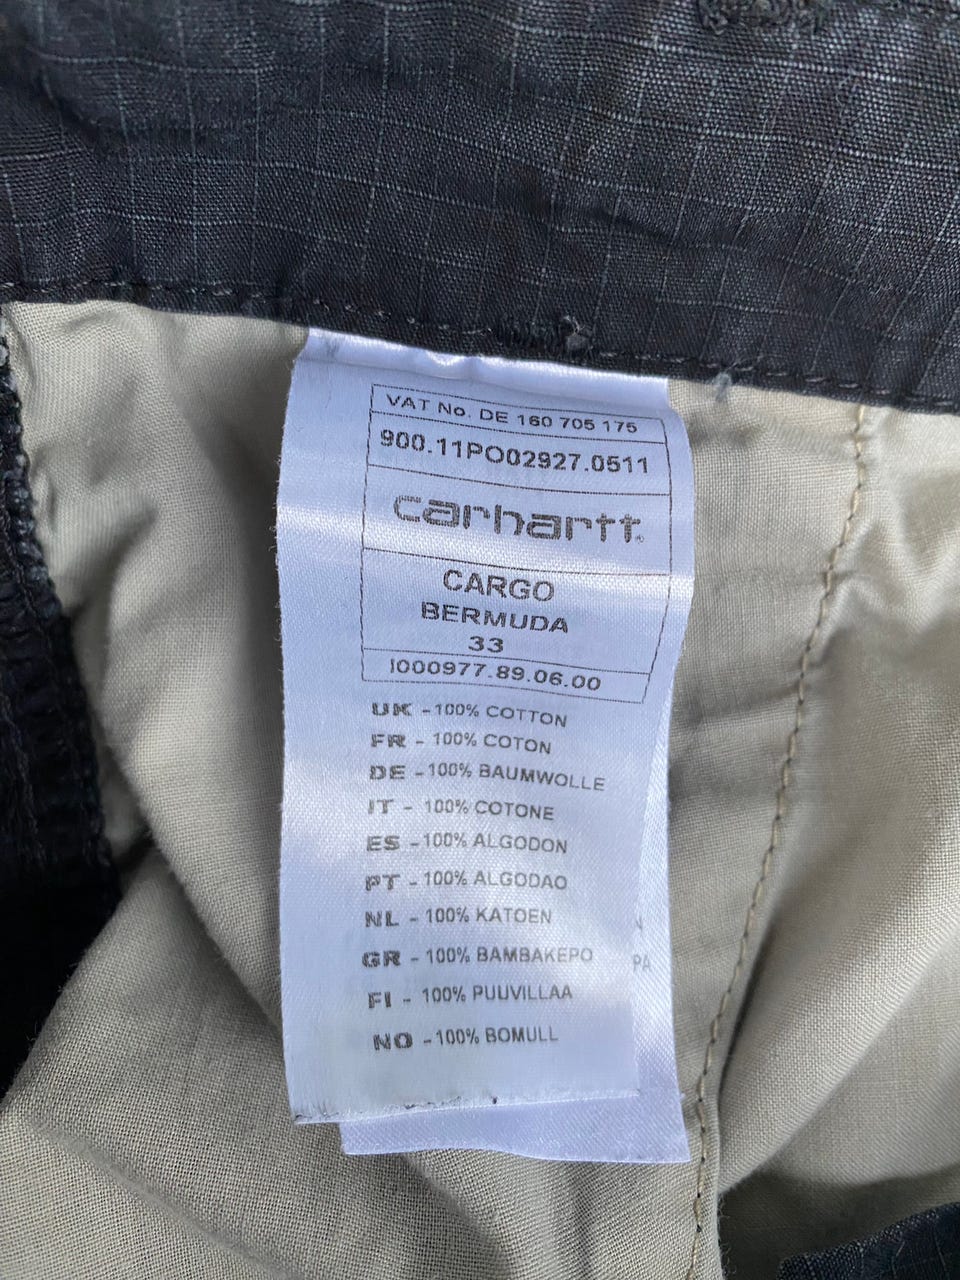 VAT No. DE 160 705 175
900.11PO02927.0511
carhartt.
CARGO
BERMUDA
33
I000977.89.06.00
UK - 100% COTTON
FR - 100% COTON
DE - 100% BAUMWOLLE
IT - 100% COTONE
ES - 100% ALGODON
PT - 100% ALGODAO
NL - 100% KATOEN
GR - 100% BAMBAKEPO
FI - 100% PUUVILLAA
NO - 100% BOMULL
PA